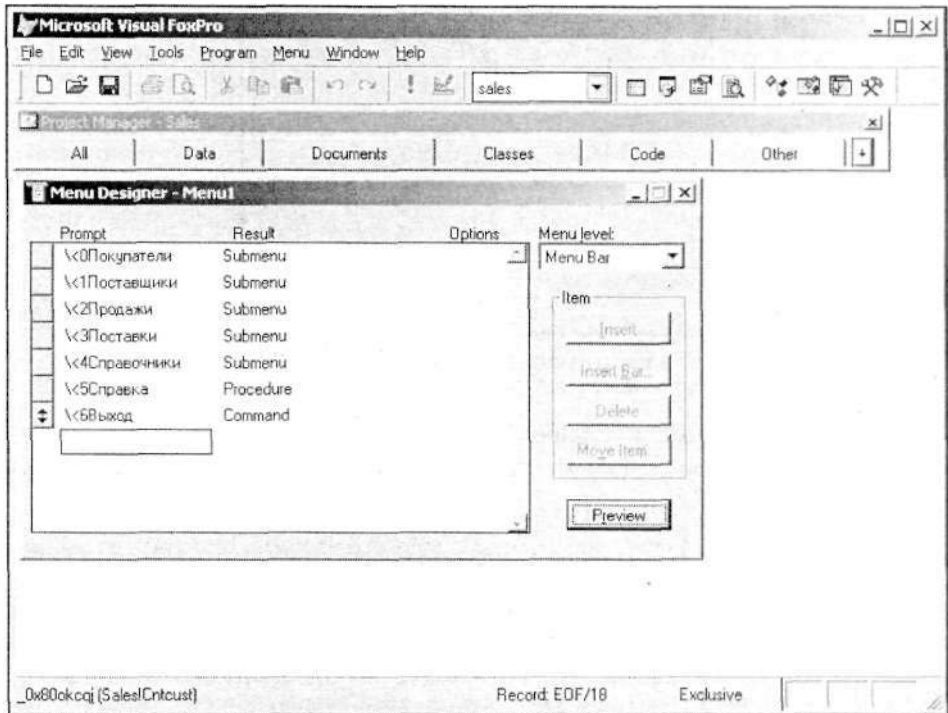 Microsoft Visual FoxPro
File Edit View Tools Program Menu Window Help
sales
Project Manager - Sales
All Data Documents Classes Code Other
Menu Designer - Menu1
Prompt Result Options Menu level:
\<0Покупатели Submenu Menu Bar
\<1Поставщики Submenu
\<2Продажи Submenu
Item
\<3Поставки Submenu Insert
\<4Справочники Submenu
Insert Bar...
\<5Справка Procedure
\<6Выход Command Delete
Move Item...
Preview
_0x80okcqj (Sales!Cntcust) Record: EOF/18 Exclusive